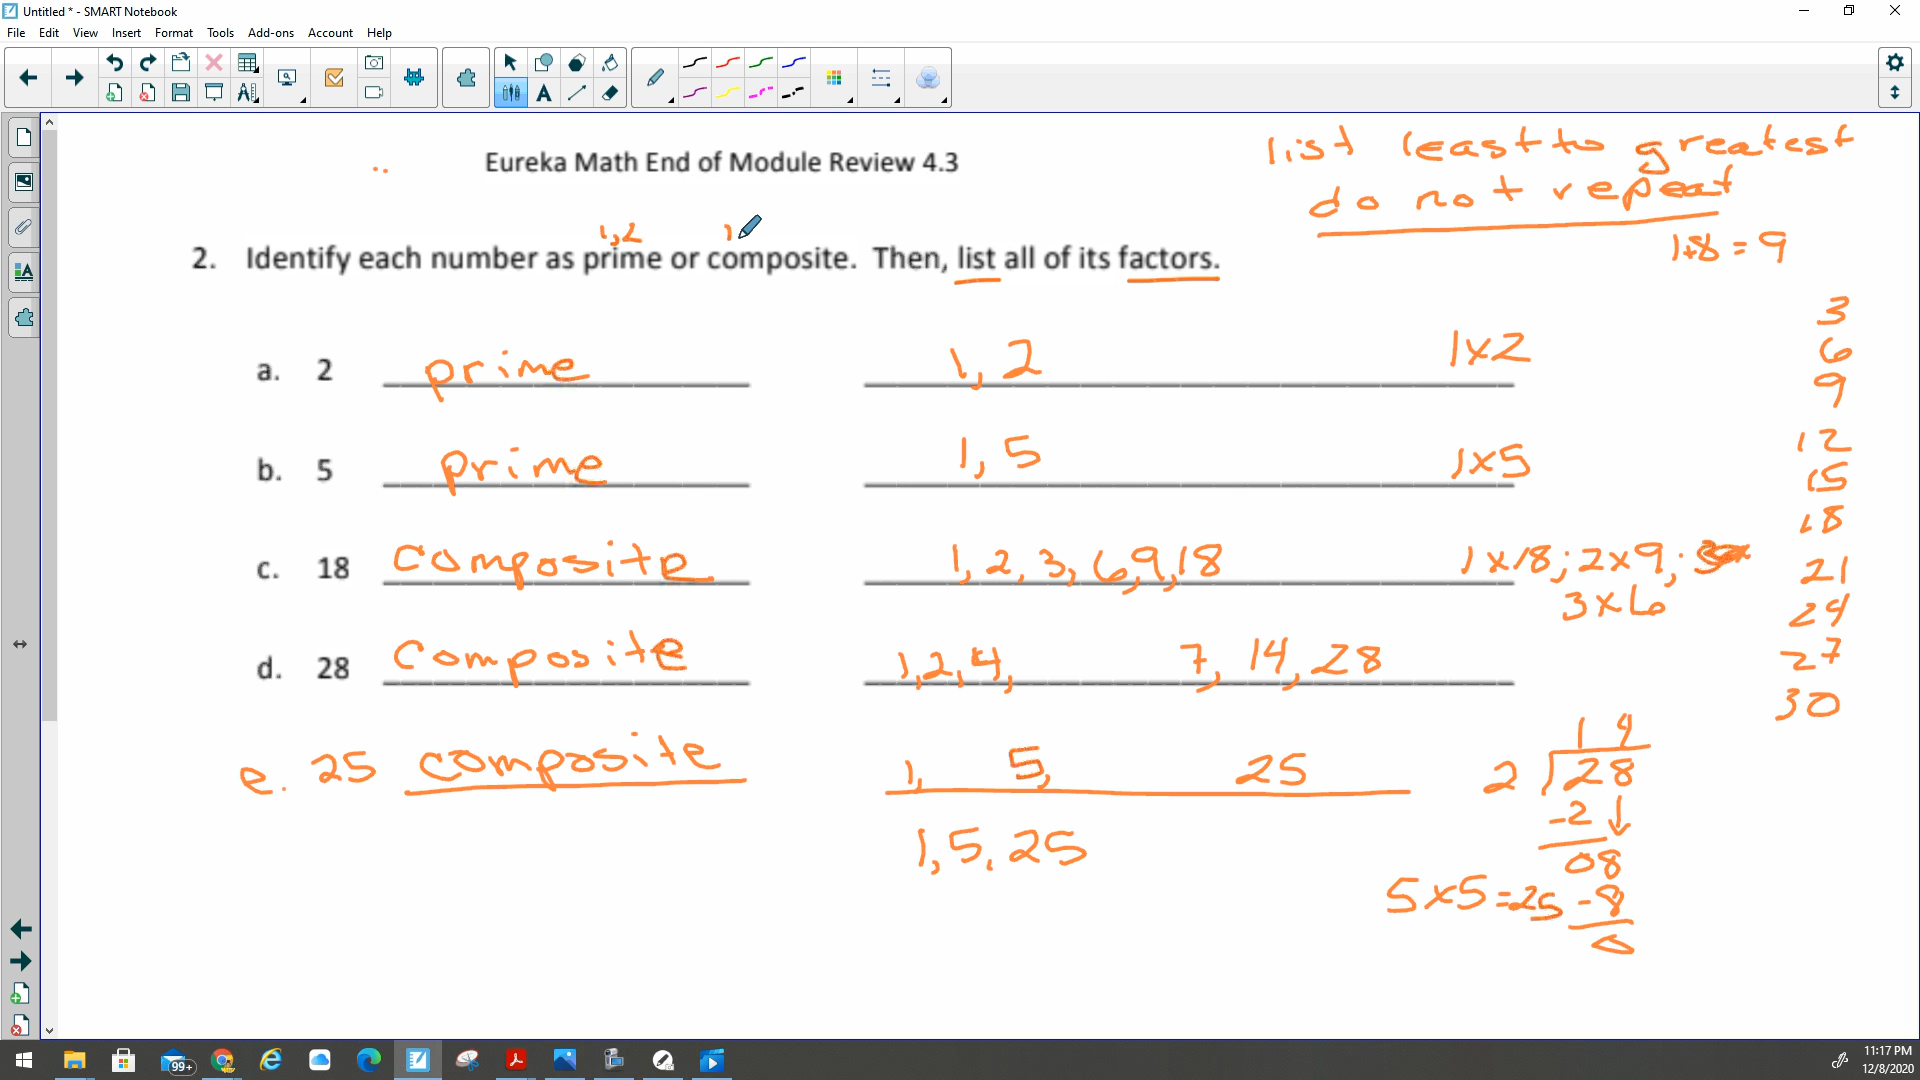 Untitled * - SMART Notebook
File Edit View Insert Format Tools Add-ons Account Help
list least to greatest
Eureka Math End of Module Review 4.3
do not repeat
1,2 1
1+8 = 9
2. Identify each number as prime or composite. Then, list all of its factors.
3
6
9
12
15
18
21
24
27
30
a. 2 prime 1, 2 1x2
b. 5 prime 1, 5 1x5
c. 18 composite 1, 2, 3, 6, 9, 18 1x18; 2x9;
3x6
d. 28 composite 1, 2, 4, 7, 14, 28
e. 25 composite 1, 5, 25
1, 5, 25
14
2 28
-2
08
5x5=25 -8
0
99+
11:17 PM
12/8/2020